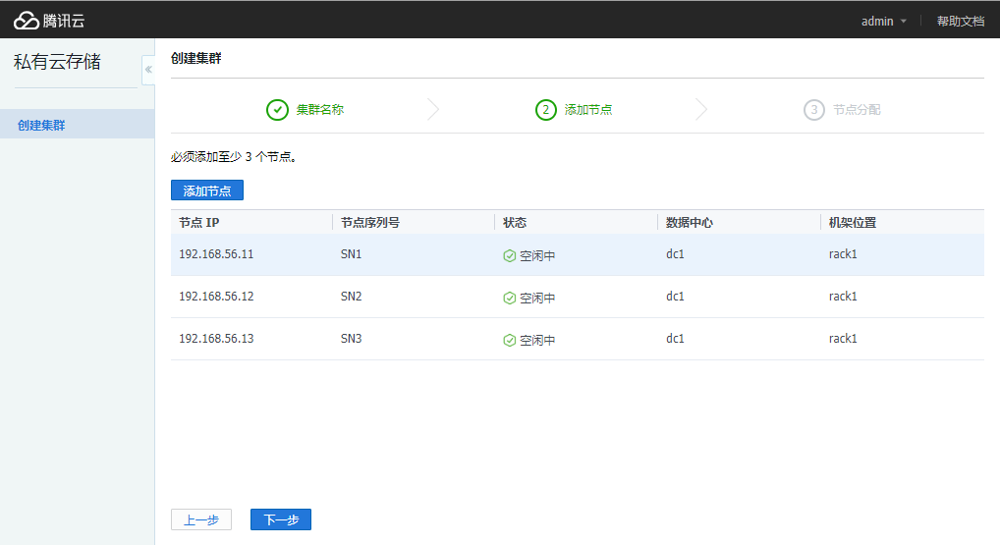 腾讯云 admin 帮助文档
私有云存储
创建集群
创建集群
集群名称 2 添加节点 3 节点分配
必须添加至少 3 个节点。
添加节点
节点 IP 节点序列号 状态 数据中心 机架位置
192.168.56.11 SN1 空闲中 dc1 rack1
192.168.56.12 SN2 空闲中 dc1 rack1
192.168.56.13 SN3 空闲中 dc1 rack1
上一步 下一步